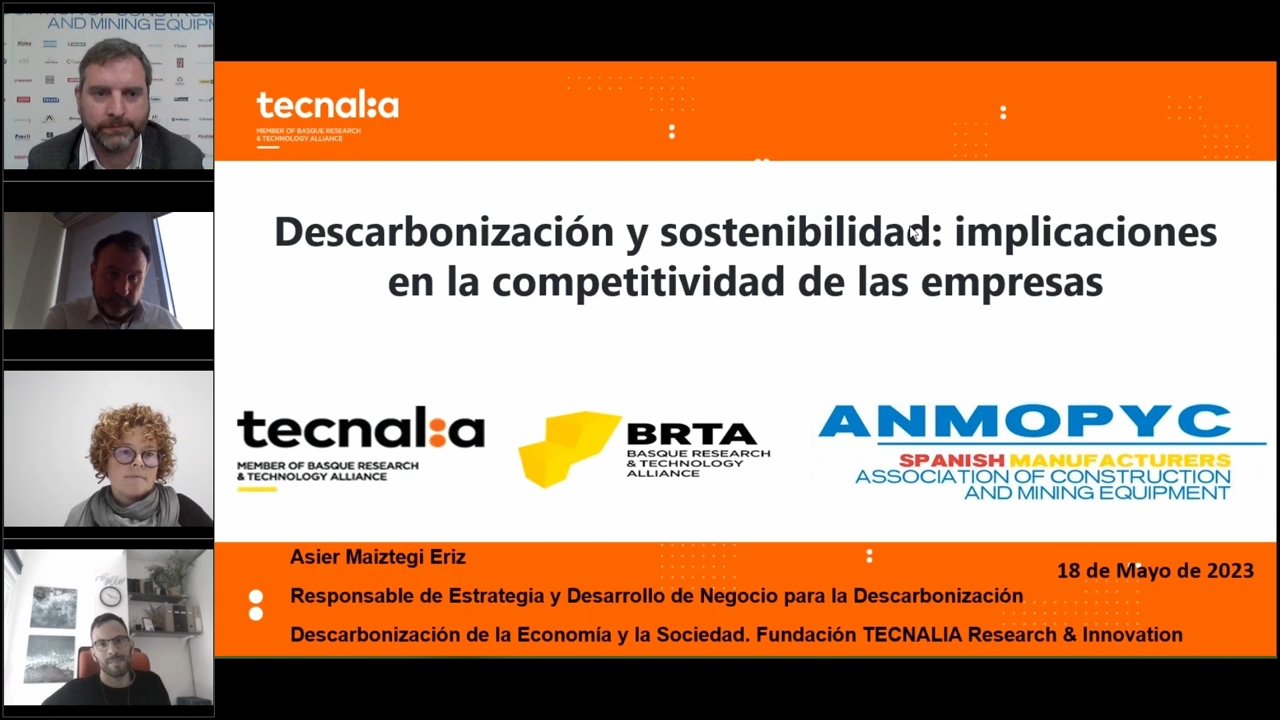 AND MINING EQUIPM
tecnal:a
MEMBER OF BASQUE RESEARCH
& TECHNOLOGY ALLIANCE
Descarbonización y sostenibilidad: implicaciones
en la competitividad de las empresas
tecnal:a
MEMBER OF BASQUE RESEARCH
& TECHNOLOGY ALLIANCE
BRTA
BASQUE RESEARCH
& TECHNOLOGY
ALLIANCE
ANMOPYC
SPANISH MANUFACTURERS
ASSOCIATION OF CONSTRUCTION
AND MINING EQUIPMENT
Asier Maiztegi Eriz
18 de Mayo de 2023
Responsable de Estrategia y Desarrollo de Negocio para la Descarbonización
Descarbonización de la Economía y la Sociedad. Fundación TECNALIA Research & Innovation